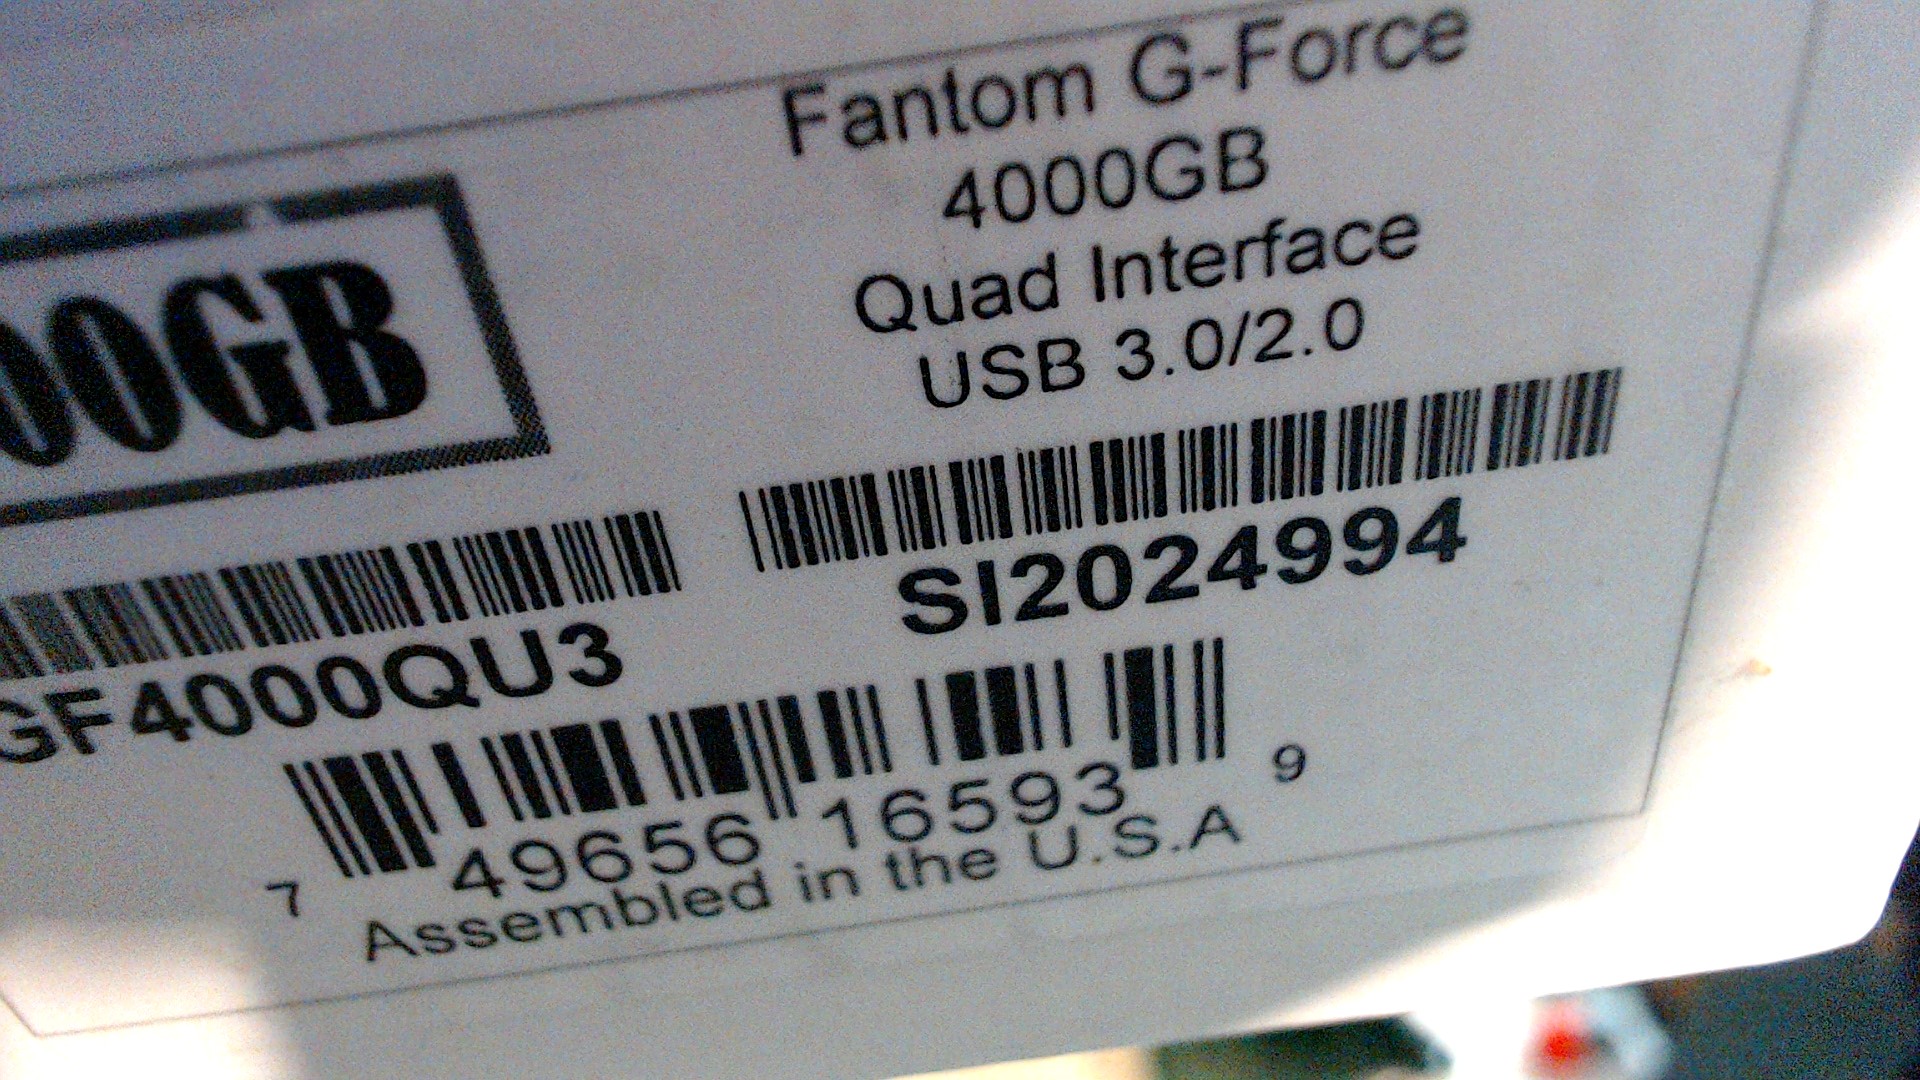 Fantom G-Force
4000GB
Quad Interface
USB 3.0/2.0
00GB
SI2024994
GF4000QU3
7 49656 16593 9
Assembled in the U.S.A